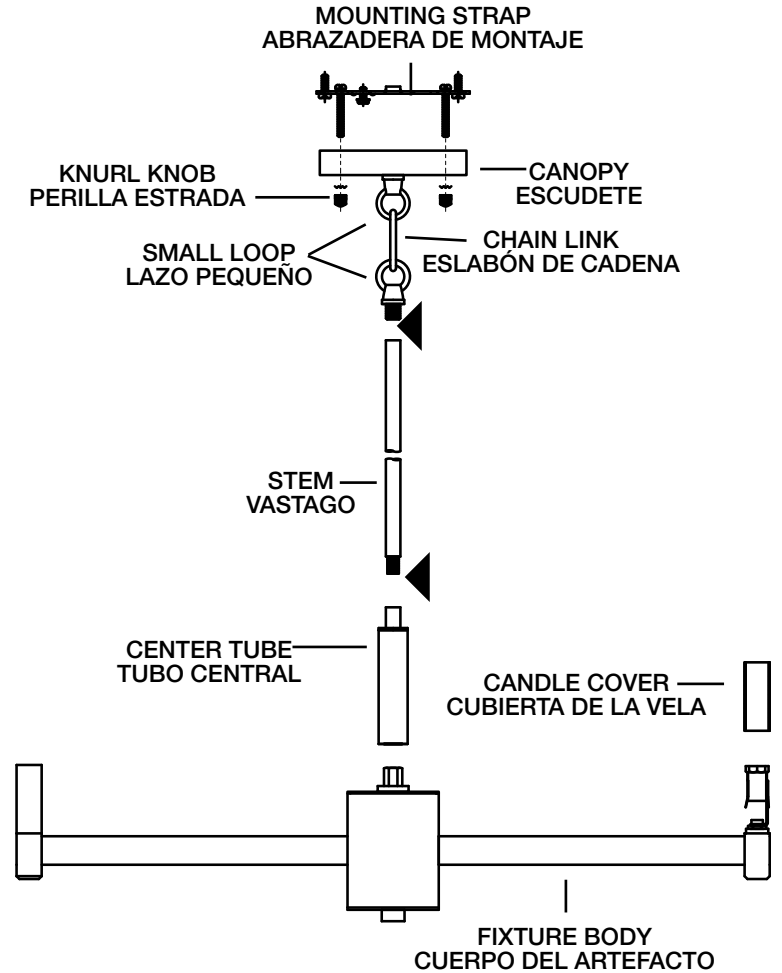 MOUNTING STRAP
ABRAZADERA DE MONTAJE
KNURL KNOB
PERILLA ESTRADA
CANOPY
ESCUDETE
SMALL LOOP
LAZO PEQUEÑO
CHAIN LINK
ESLABÓN DE CADENA
STEM
VASTAGO
CENTER TUBE
TUBO CENTRAL
CANDLE COVER
CUBIERTA DE LA VELA
FIXTURE BODY
CUERPO DEL ARTEFACTO